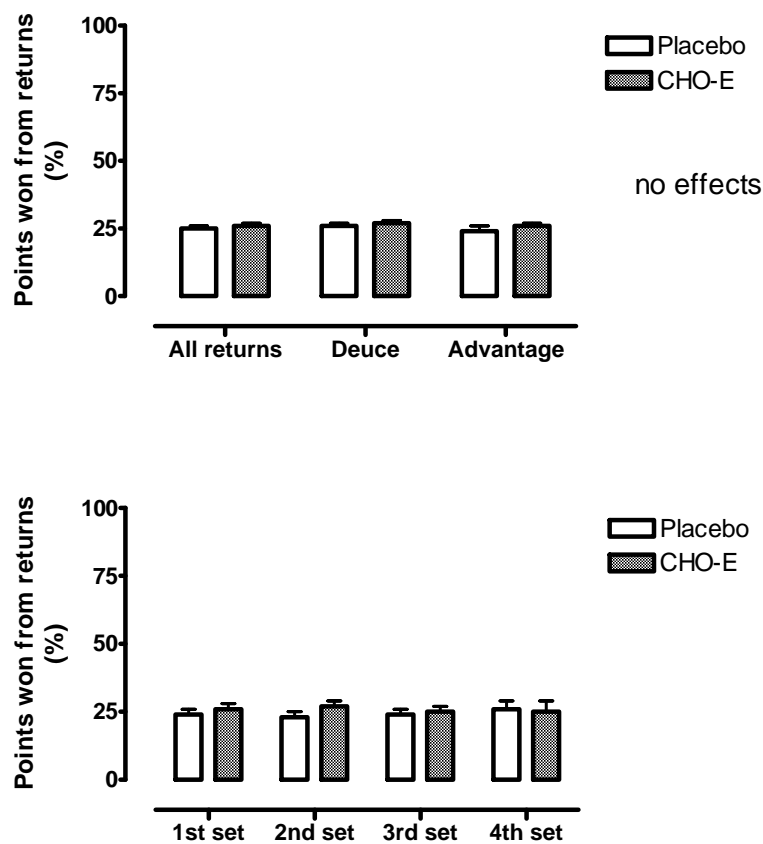 Points won from returns
(%)
100
75
50
25
0
Placebo
CHO-E
no effects
All returns Deuce Advantage
Points won from returns
(%)
100
75
50
25
0
Placebo
CHO-E
1st set 2nd set 3rd set 4th set